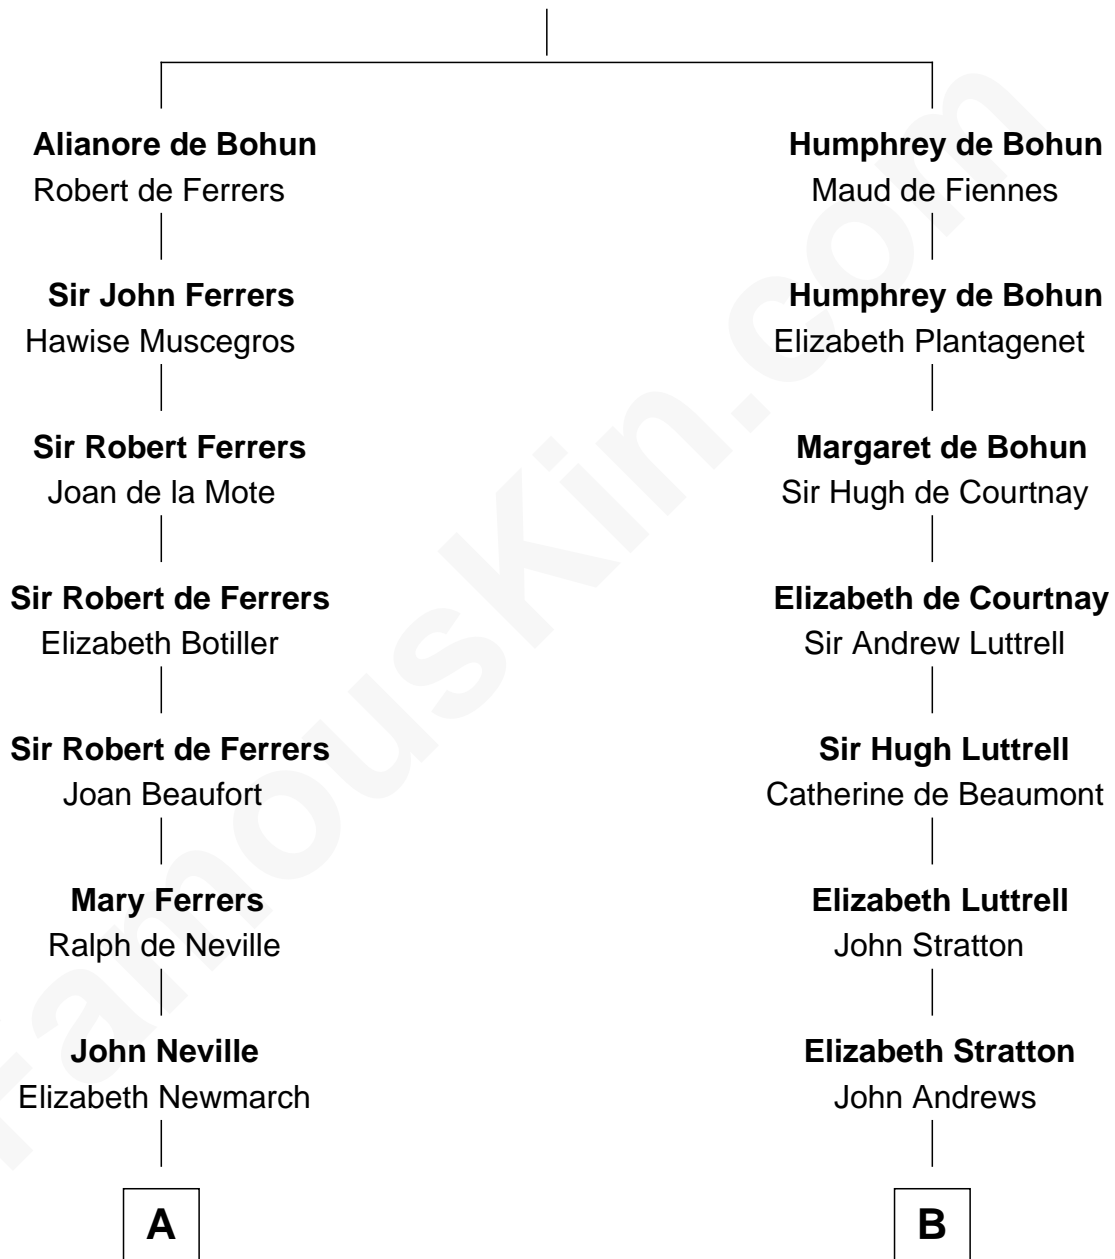 Alianore de Bohun
Robert de Ferrers
Sir John Ferrers
Hawise Muscegros
Sir Robert Ferrers
Joan de la Mote
Sir Robert de Ferrers
Elizabeth Botiller
Sir Robert de Ferrers
Joan Beaufort
Mary Ferrers
Ralph de Neville
John Neville
Elizabeth Newmarch
A
Humphrey de Bohun
Maud de Fiennes
Humphrey de Bohun
Elizabeth Plantagenet
Margaret de Bohun
Sir Hugh de Courtnay
Elizabeth de Courtnay
Sir Andrew Luttrell
Sir Hugh Luttrell
Catherine de Beaumont
Elizabeth Luttrell
John Stratton
Elizabeth Stratton
John Andrews
B
FamousKin.com